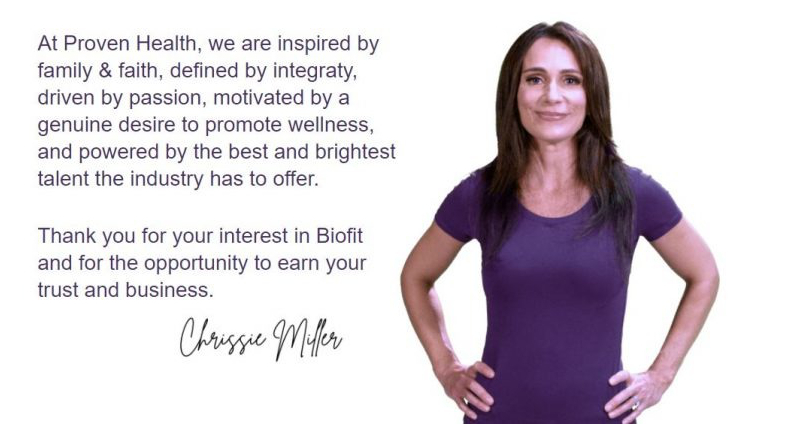 At Proven Health, we are inspired by
family & faith, defined by integraty,
driven by passion, motivated by a
genuine desire to promote wellness,
and powered by the best and brightest
talent the industry has to offer.
Thank you for your interest in Biofit
and for the opportunity to earn your
trust and business.
Chrissie Miller